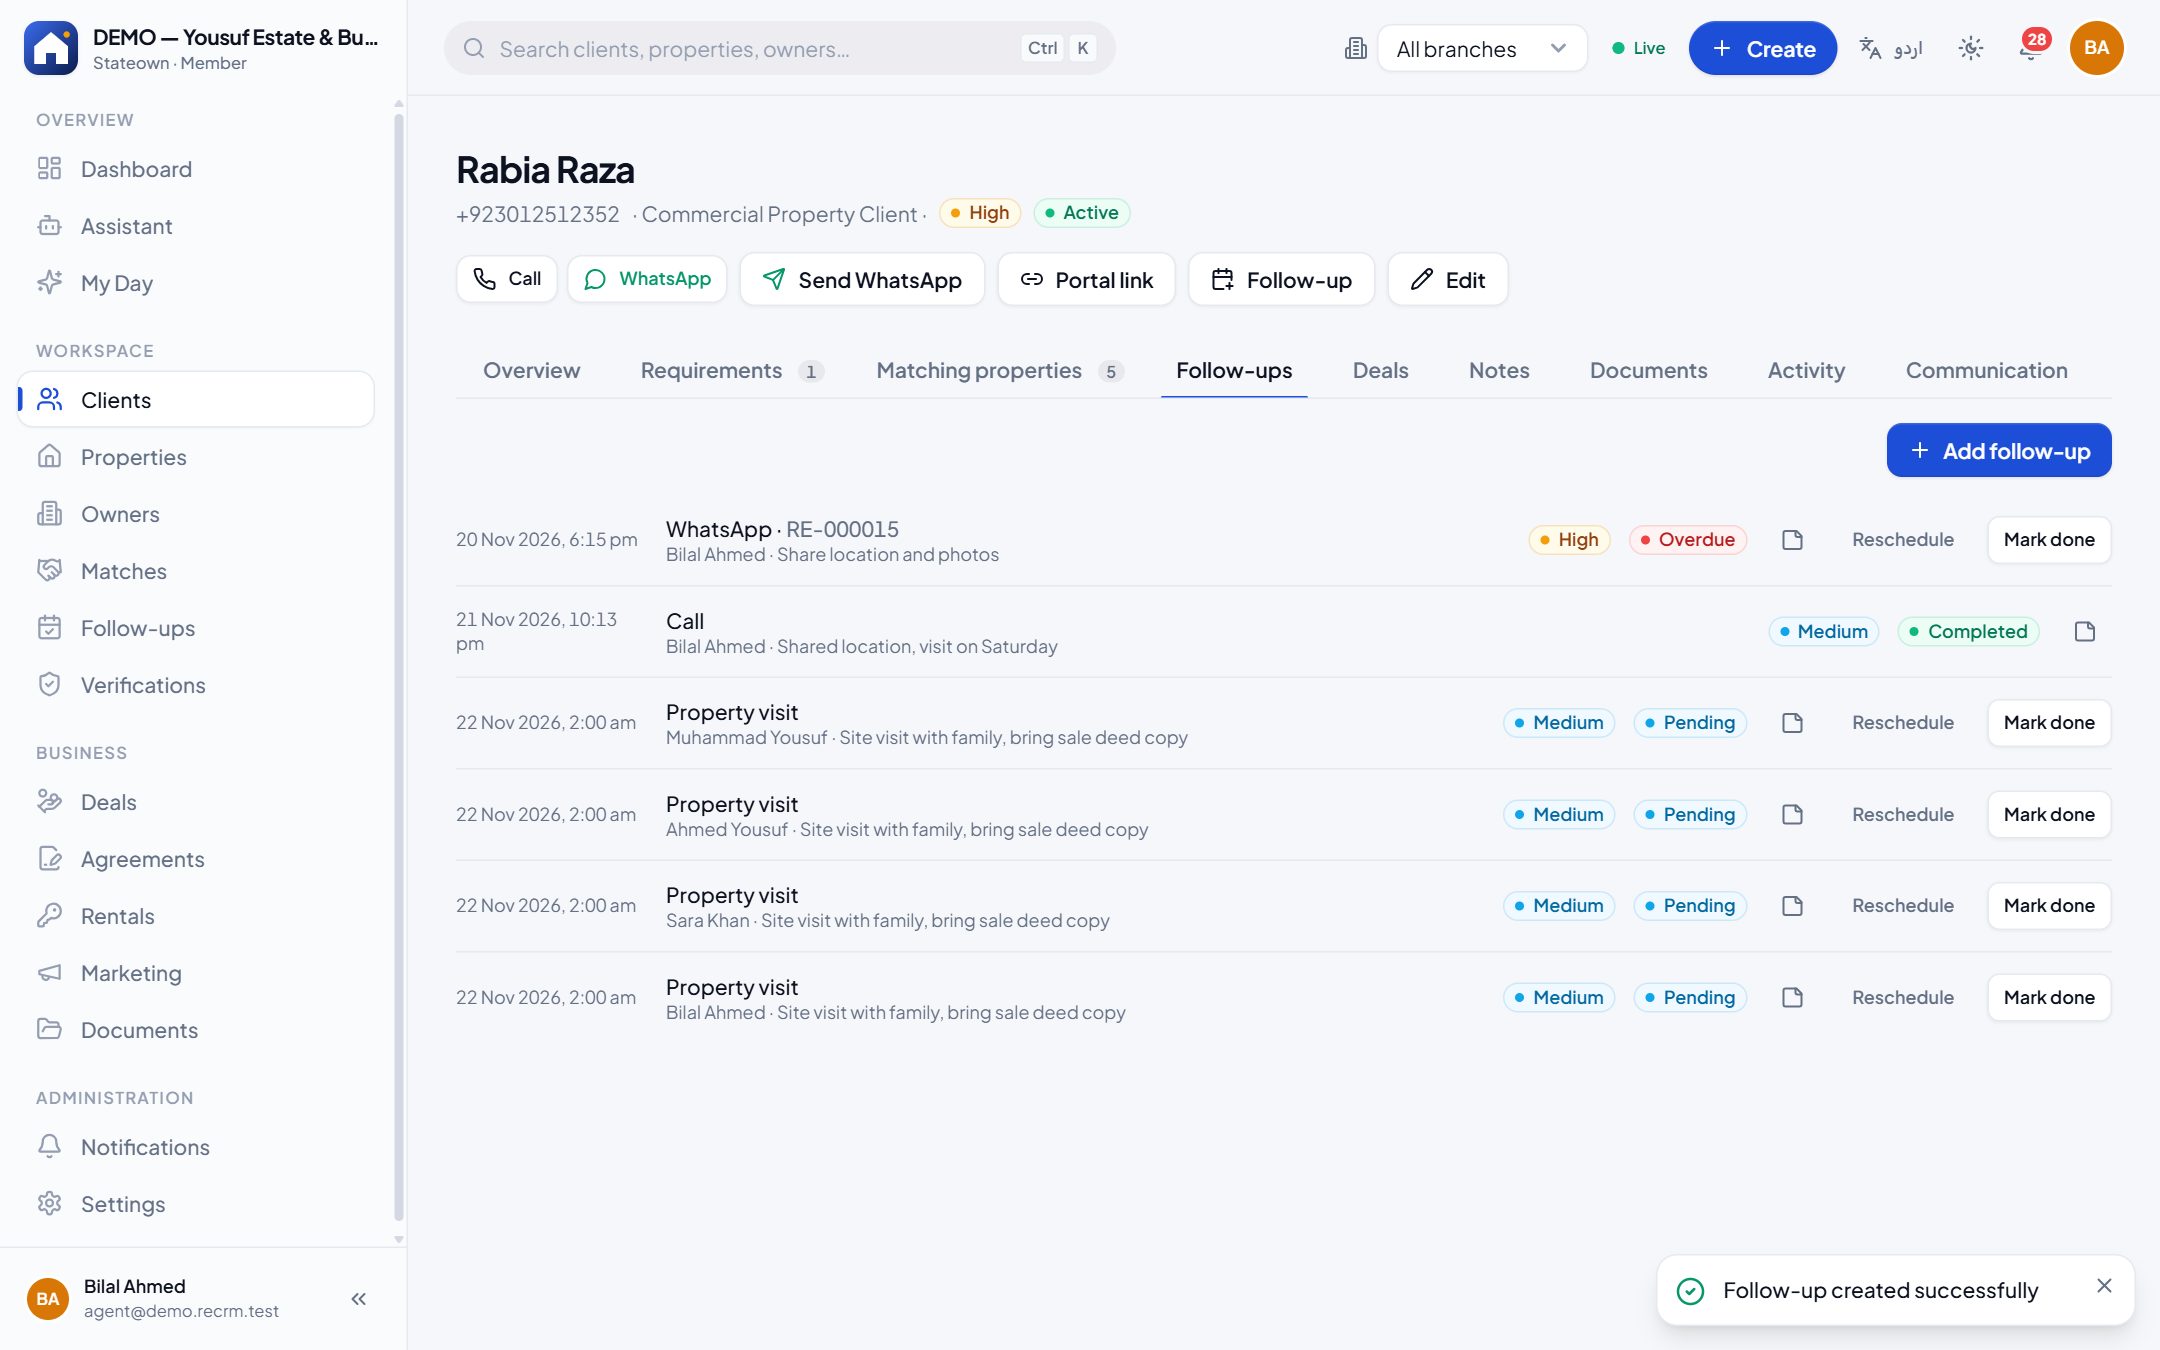 DEMO — Yousuf Estate & Bu...
Stateown · Member
Search clients, properties, owners...
Ctrl K
All branches
Live
+ Create
اردو
28
BA
OVERVIEW
Dashboard
Assistant
My Day
WORKSPACE
Clients
Properties
Owners
Matches
Follow-ups
Verifications
BUSINESS
Deals
Agreements
Rentals
Marketing
Documents
ADMINISTRATION
Notifications
Settings
BA
Bilal Ahmed
agent@demo.recrm.test
Rabia Raza
+923012512352 · Commercial Property Client · High Active
Call WhatsApp Send WhatsApp Portal link Follow-up Edit
Overview Requirements 1 Matching properties 5 Follow-ups Deals Notes Documents Activity Communication
+ Add follow-up
20 Nov 2026, 6:15 pm
WhatsApp · RE-000015
Bilal Ahmed · Share location and photos
High Overdue Reschedule Mark done
21 Nov 2026, 10:13
pm
Call
Bilal Ahmed · Shared location, visit on Saturday
Medium Completed
22 Nov 2026, 2:00 am
Property visit
Muhammad Yousuf · Site visit with family, bring sale deed copy
Medium Pending Reschedule Mark done
22 Nov 2026, 2:00 am
Property visit
Ahmed Yousuf · Site visit with family, bring sale deed copy
Medium Pending Reschedule Mark done
22 Nov 2026, 2:00 am
Property visit
Sara Khan · Site visit with family, bring sale deed copy
Medium Pending Reschedule Mark done
22 Nov 2026, 2:00 am
Property visit
Bilal Ahmed · Site visit with family, bring sale deed copy
Medium Pending Reschedule Mark done
Follow-up created successfully